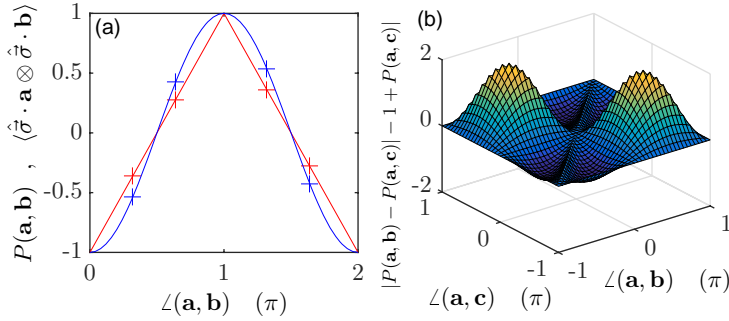 (a)
P(a, b) , ⟨σ̂⃗ · a ⊗ σ̂⃗ · b⟩
1
0.5
0
-0.5
-1
0
1
2
∠(a, b) (π)
(b)
|P(a, b) − P(a, c)| − 1 + P(a, c)|
2
0
-2
1
0
-1
∠(a, c) (π)
-1
0
1
∠(a, b) (π)